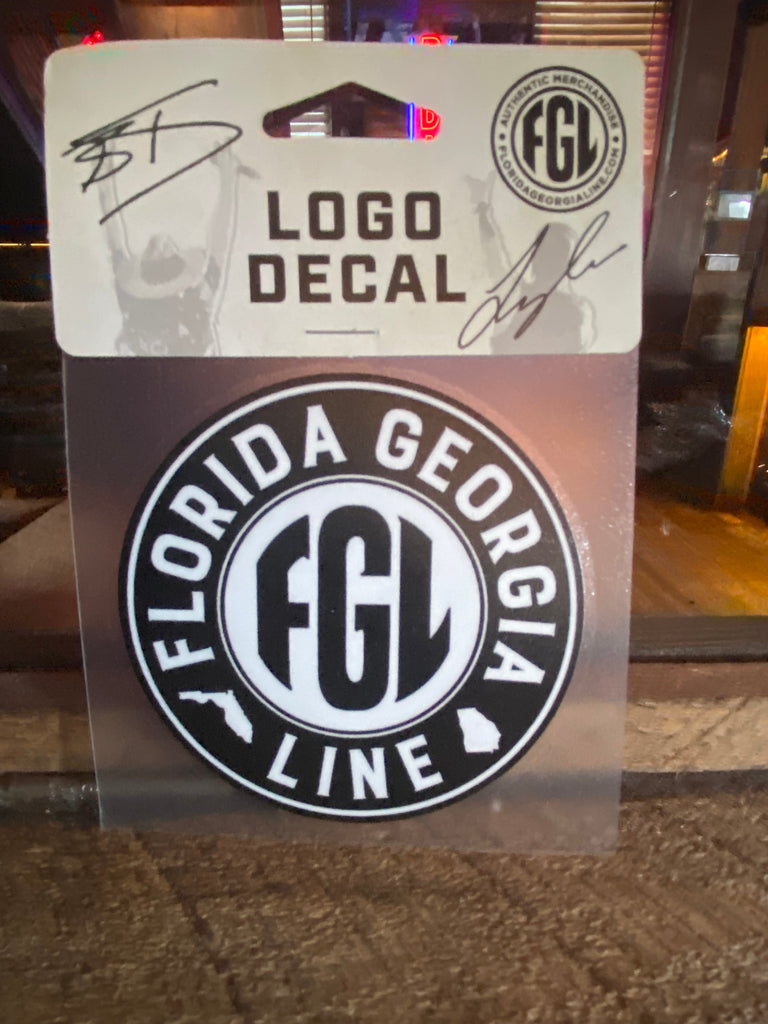 AUTHENTIC MERCHANDISE
FGL
FLORIDAGEORGIALINE.COM
LOGO
DECAL
FLORIDA GEORGIA
FGL
LINE